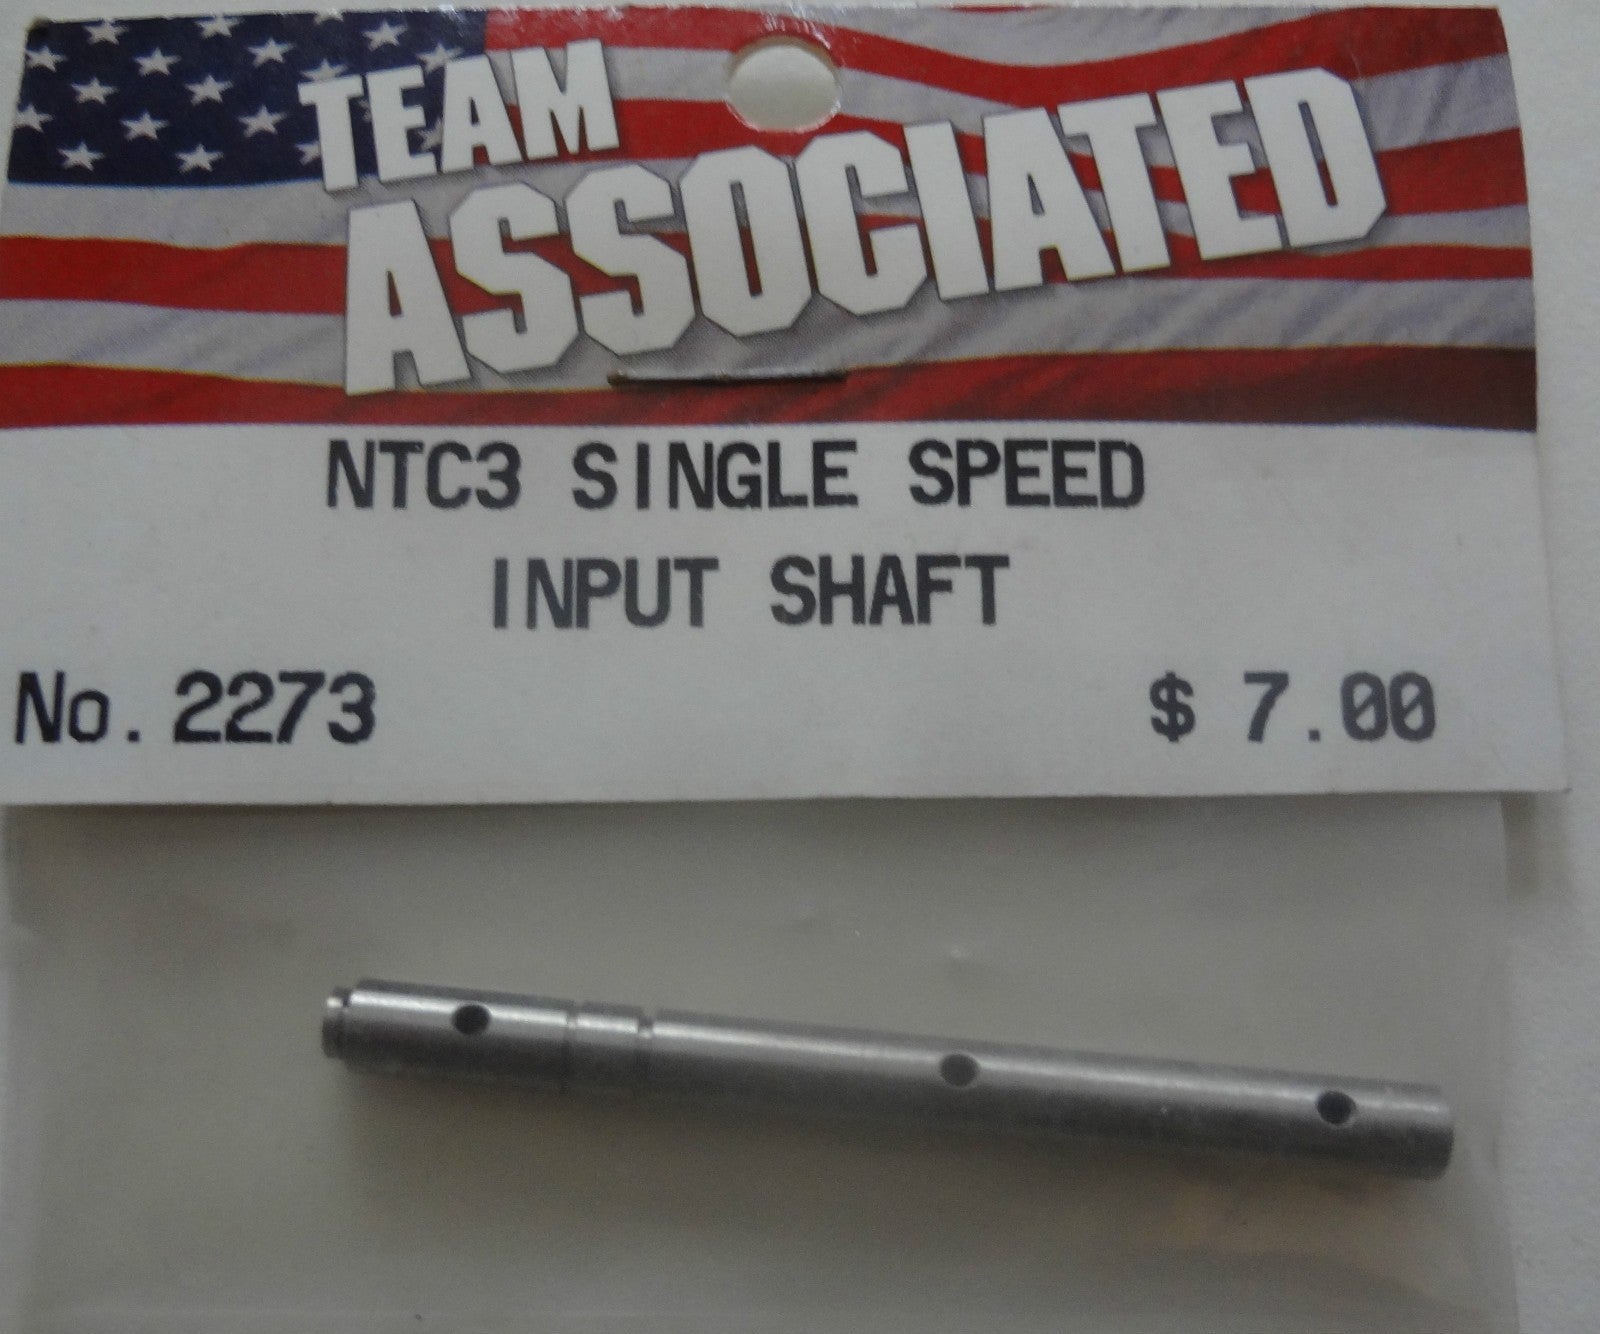 TEAM
ASSOCIATED
NTC3 SINGLE SPEED
INPUT SHAFT
No. 2273 $ 7.00